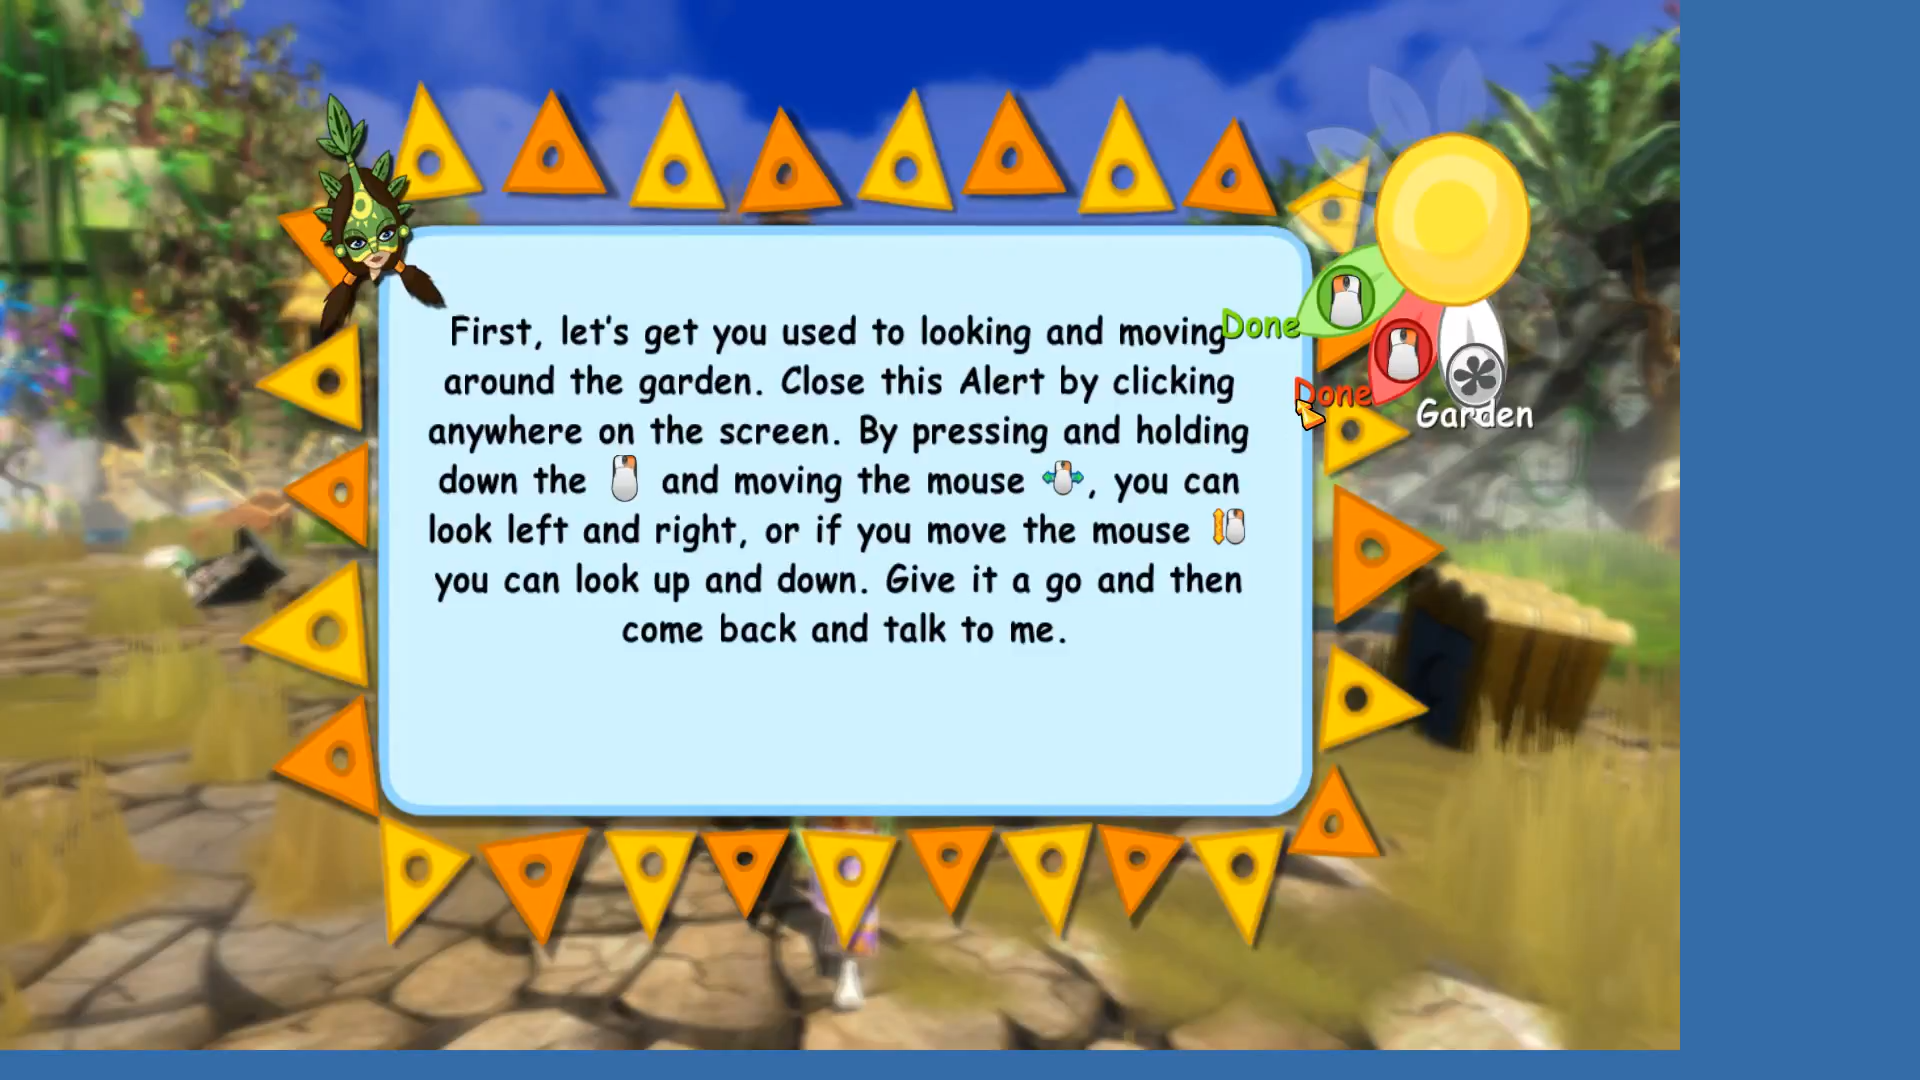 First, let's get you used to looking and moving
around the garden. Close this Alert by clicking
anywhere on the screen. By pressing and holding
down the and moving the mouse , you can
look left and right, or if you move the mouse
you can look up and down. Give it a go and then
come back and talk to me.
Done
Done
Garden